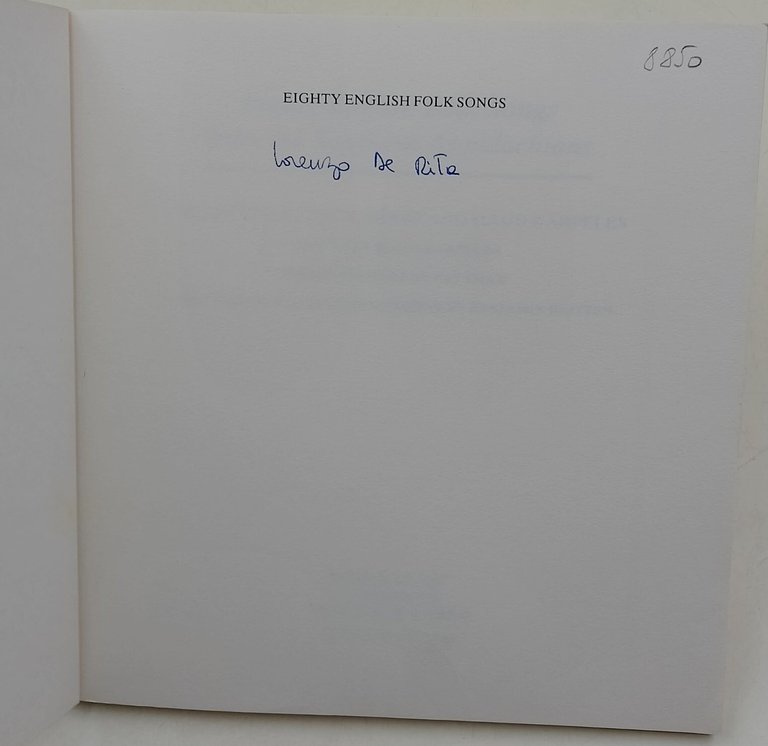 8850
EIGHTY ENGLISH FOLK SONGS
Lorenzo De Rita